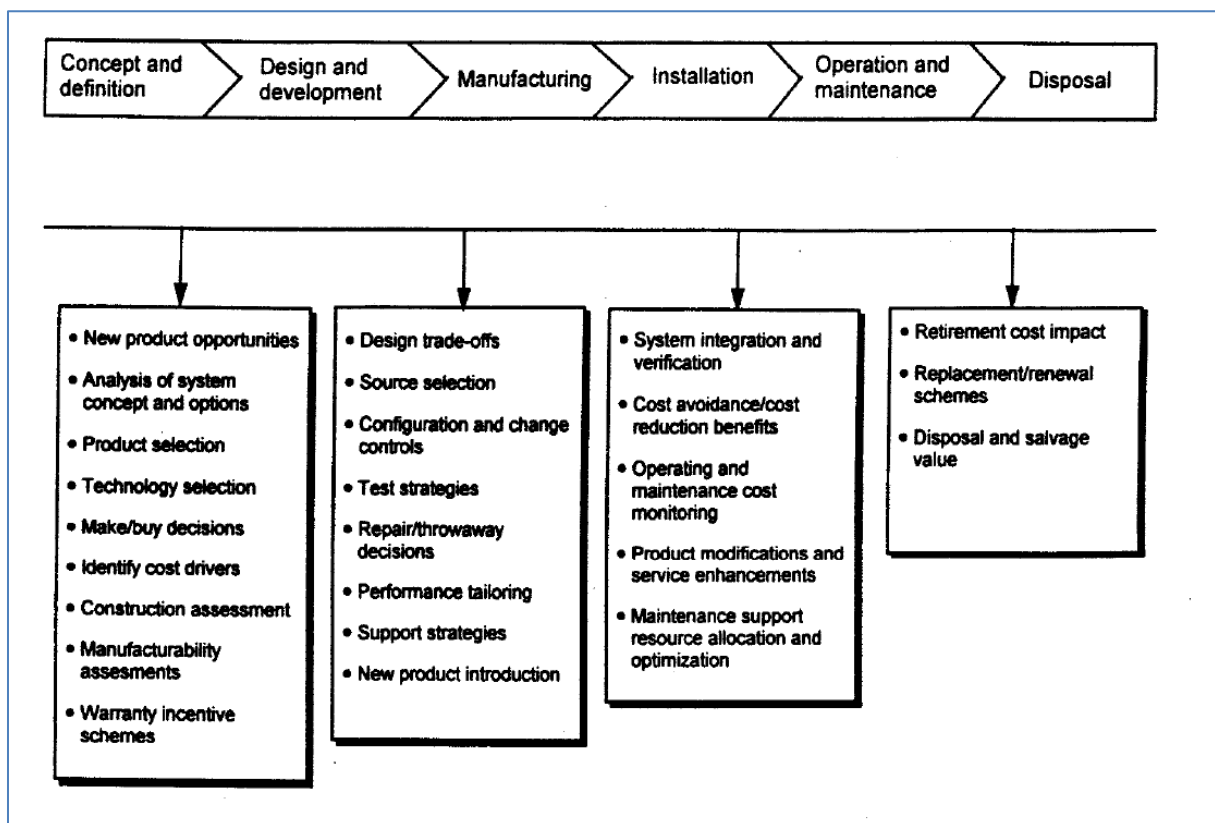 Concept and
definition
Design and
development
Manufacturing
Installation
Operation and
maintenance
Disposal
• New product opportunities
• Analysis of system
concept and options
• Product selection
• Technology selection
• Make/buy decisions
• Identify cost drivers
• Construction assessment
• Manufacturability
assesments
• Warranty incentive
schemes
• Design trade-offs
• Source selection
• Configuration and change
controls
• Test strategies
• Repair/throwaway
decisions
• Performance tailoring
• Support strategies
• New product introduction
• System integration and
verification
• Cost avoidance/cost
reduction benefits
• Operating and
maintenance cost
monitoring
• Product modifications and
service enhancements
• Maintenance support
resource allocation and
optimization
• Retirement cost impact
• Replacement/renewal
schemes
• Disposal and salvage
value